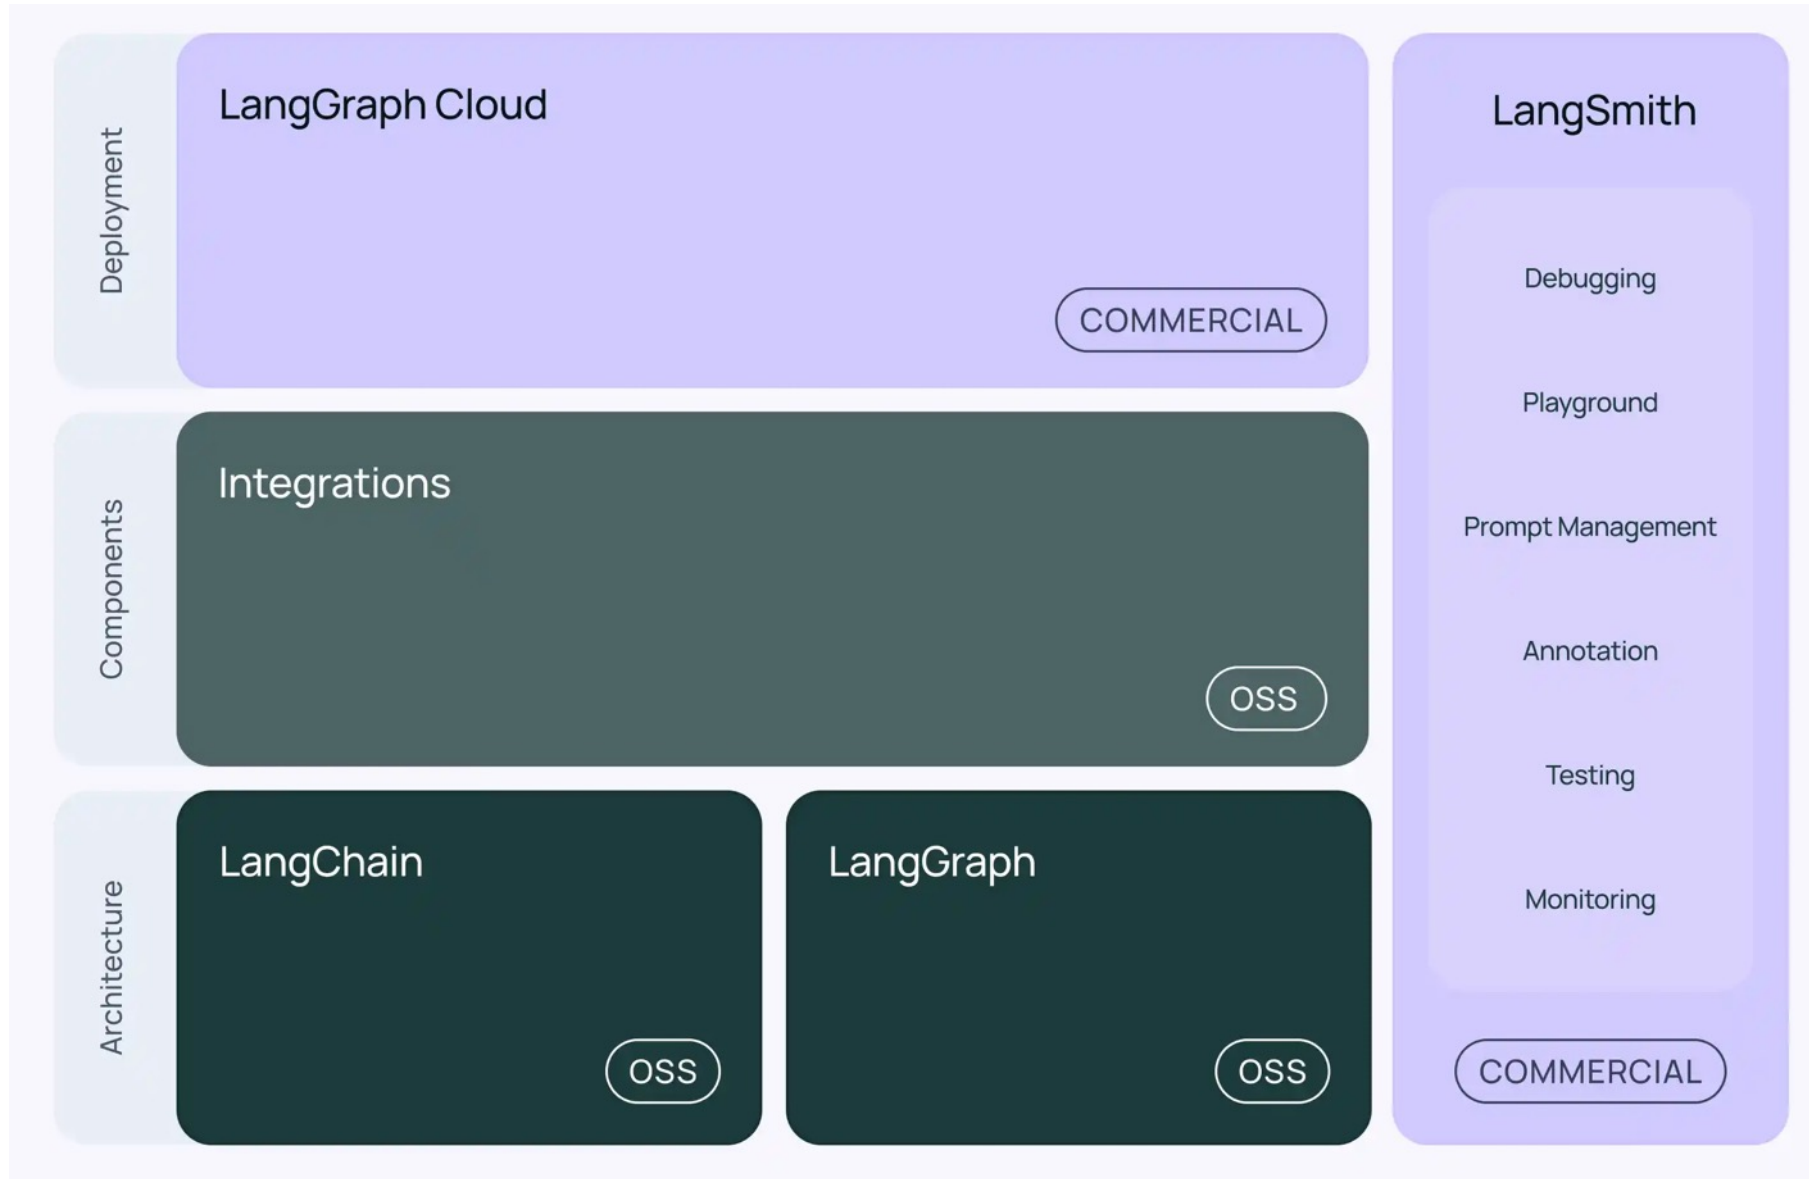 Deployment
LangGraph Cloud
COMMERCIAL
Components
Integrations
OSS
Architecture
LangChain
OSS
LangGraph
OSS
LangSmith
Debugging
Playground
Prompt Management
Annotation
Testing
Monitoring
COMMERCIAL